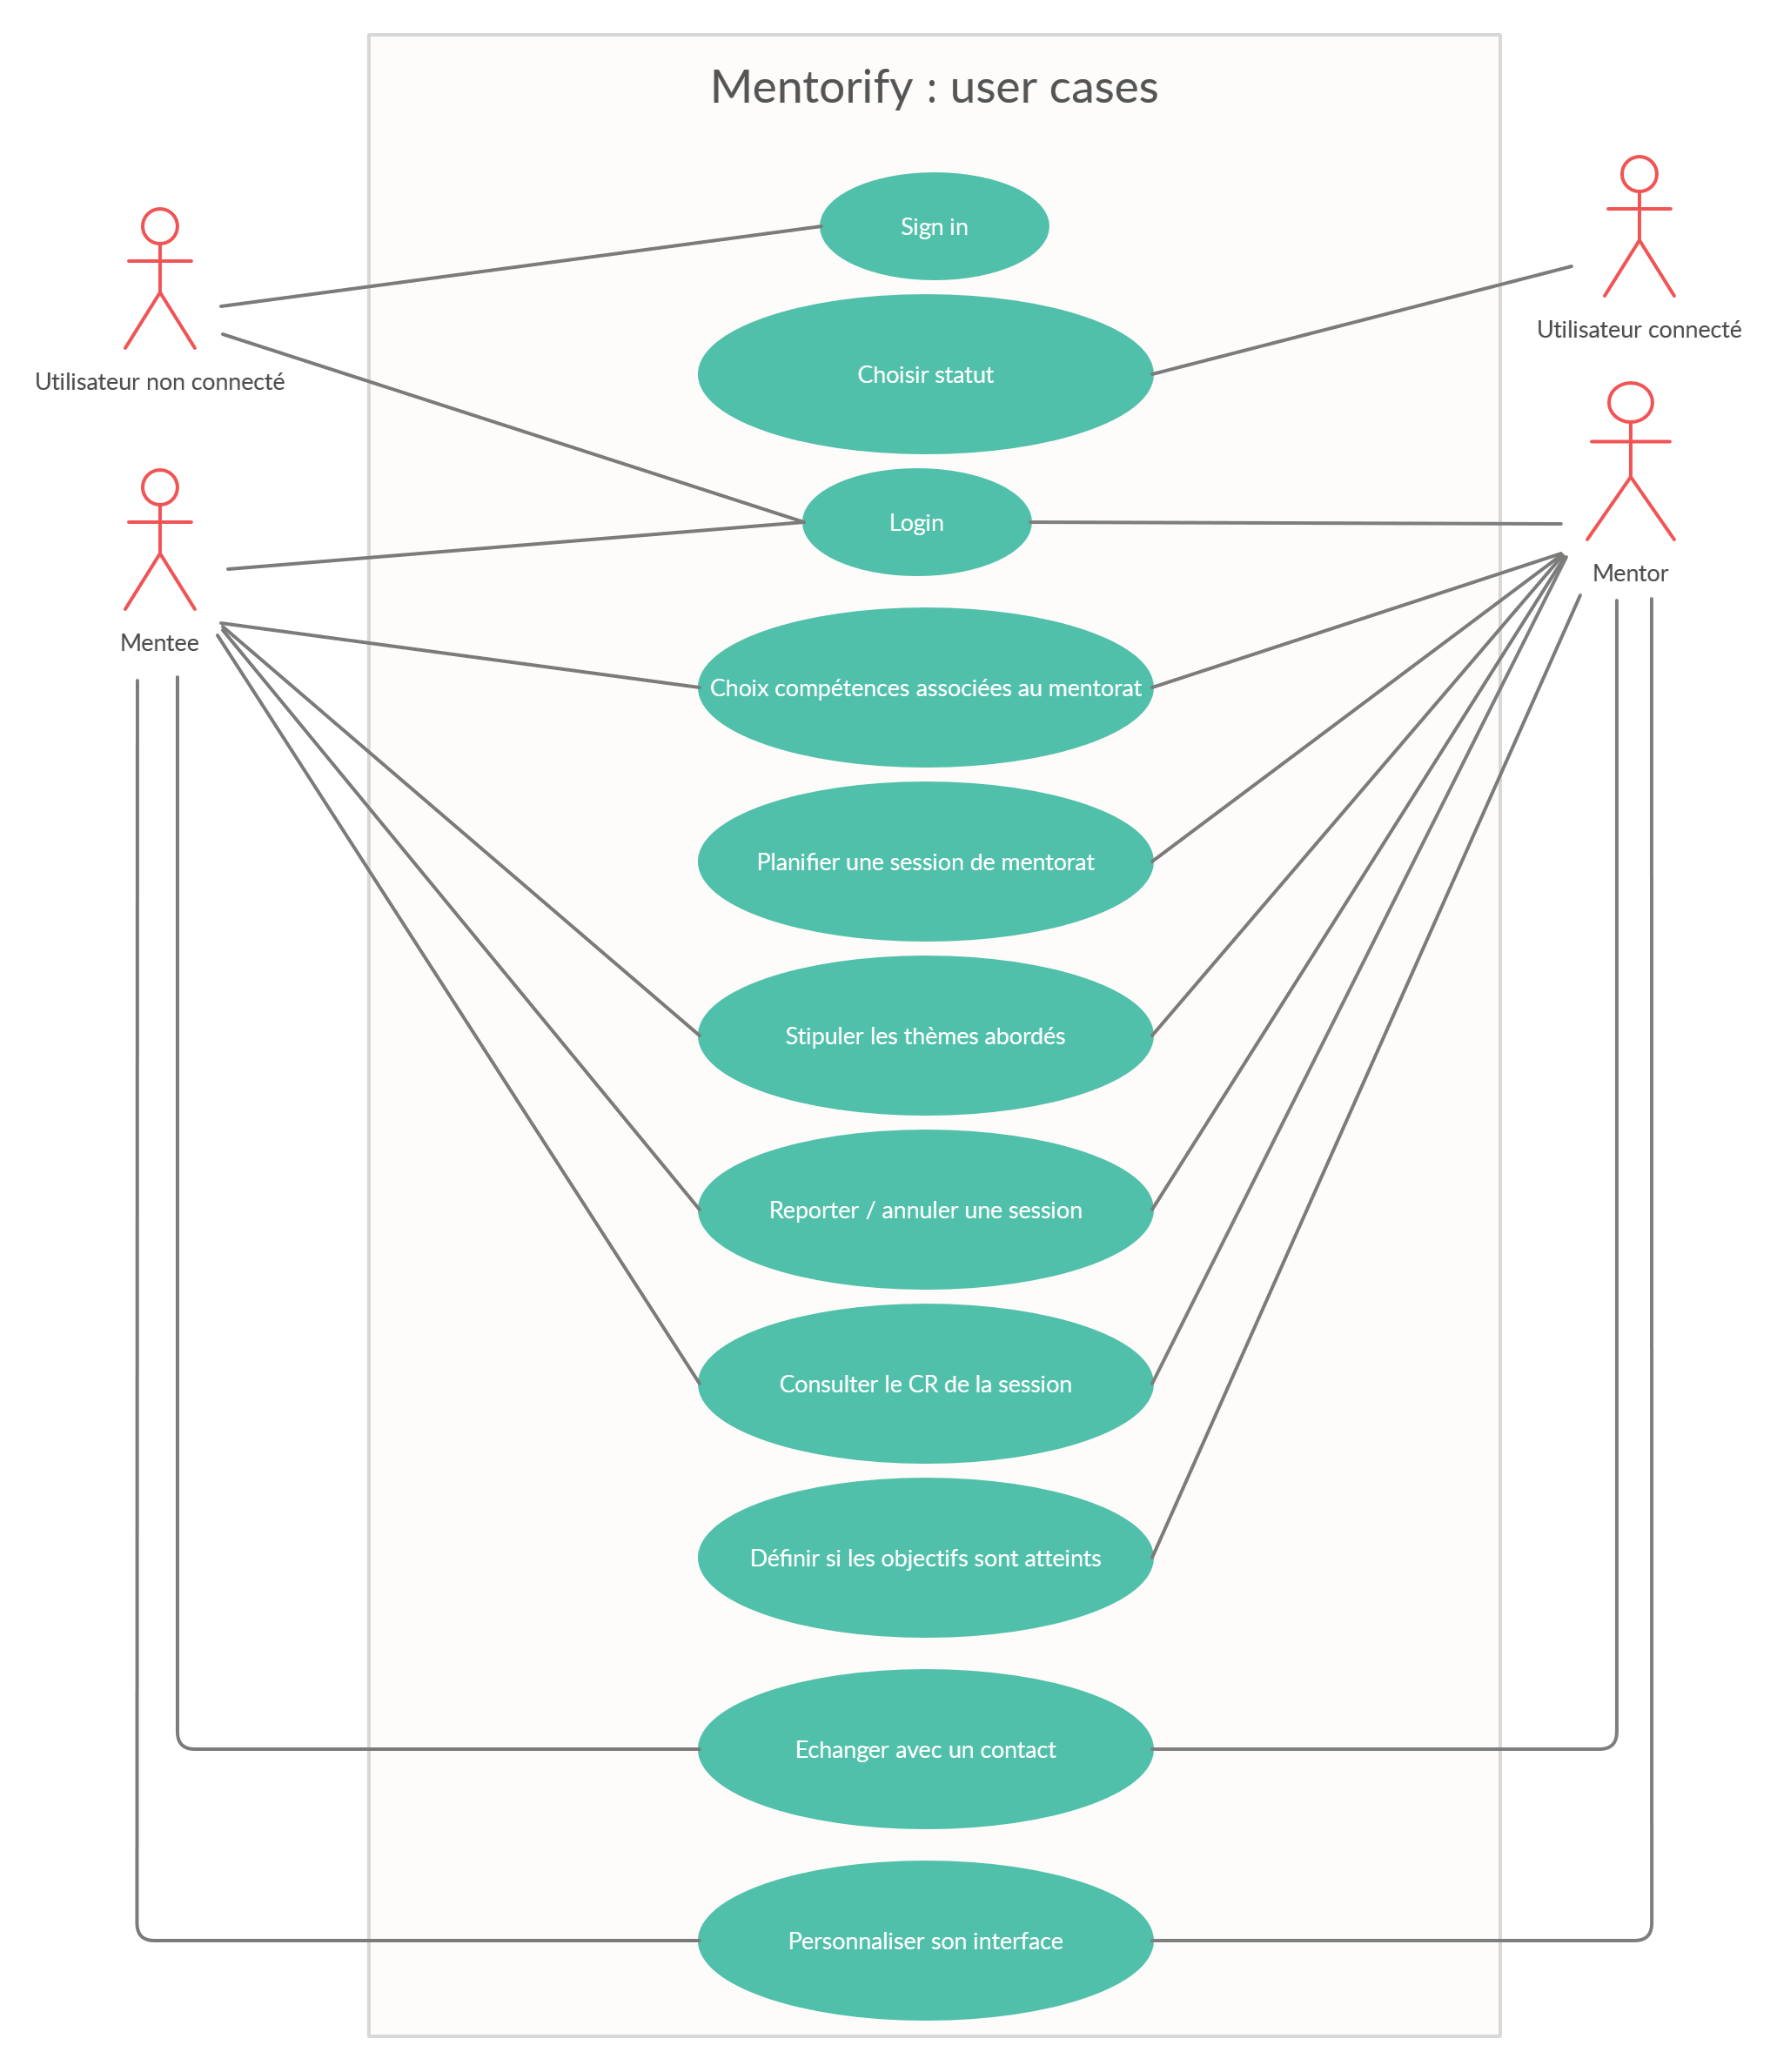 Mentorify : user cases
Sign in
Utilisateur connecté
Choisir statut
Utilisateur non connecté
Login
Mentor
Mentee
Choix compétences associées au mentorat
Planifier une session de mentorat
Stipuler les thèmes abordés
Reporter / annuler une session
Consulter le CR de la session
Définir si les objectifs sont atteints
Echanger avec un contact
Personnaliser son interface